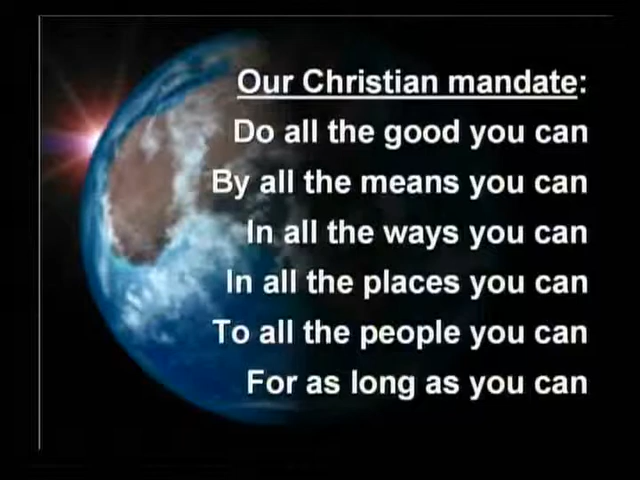 Our Christian mandate:
Do all the good you can
By all the means you can
In all the ways you can
In all the places you can
To all the people you can
For as long as you can